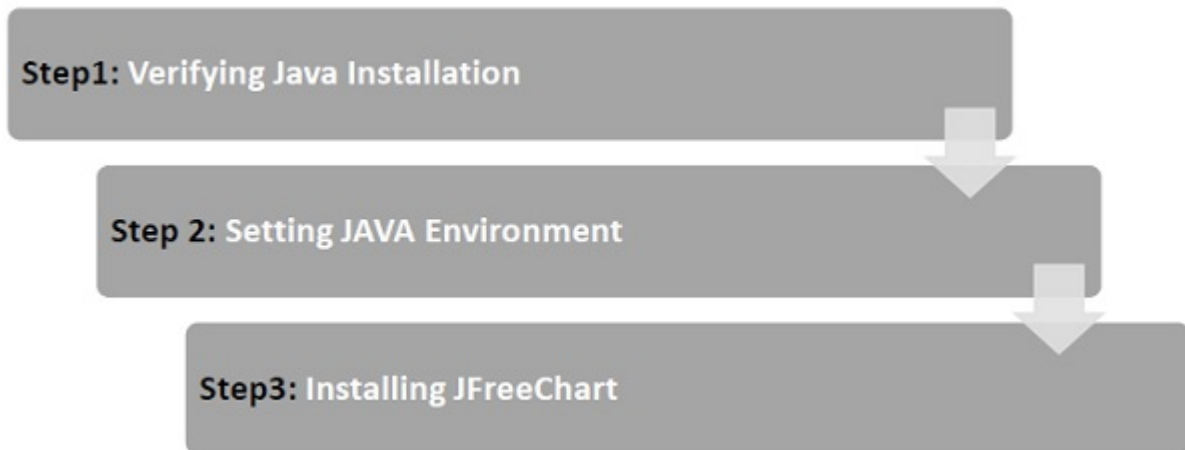 Step1: Verifying Java Installation
Step 2: Setting JAVA Environment
Step3: Installing JFreeChart